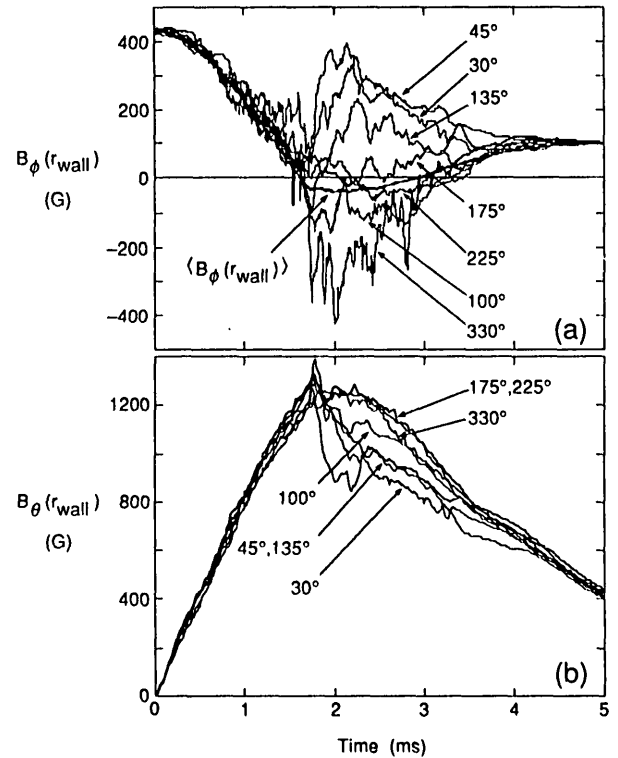 400
200
0
-200
-400
Bϕ(rwall)
(G)
45°
30°
135°
175°
225°
100°
330°
⟨Bϕ(rwall)⟩
(a)
1200
800
400
0
Bθ(rwall)
(G)
175°,225°
330°
100°
45°,135°
30°
(b)
0 1 2 3 4 5
Time (ms)